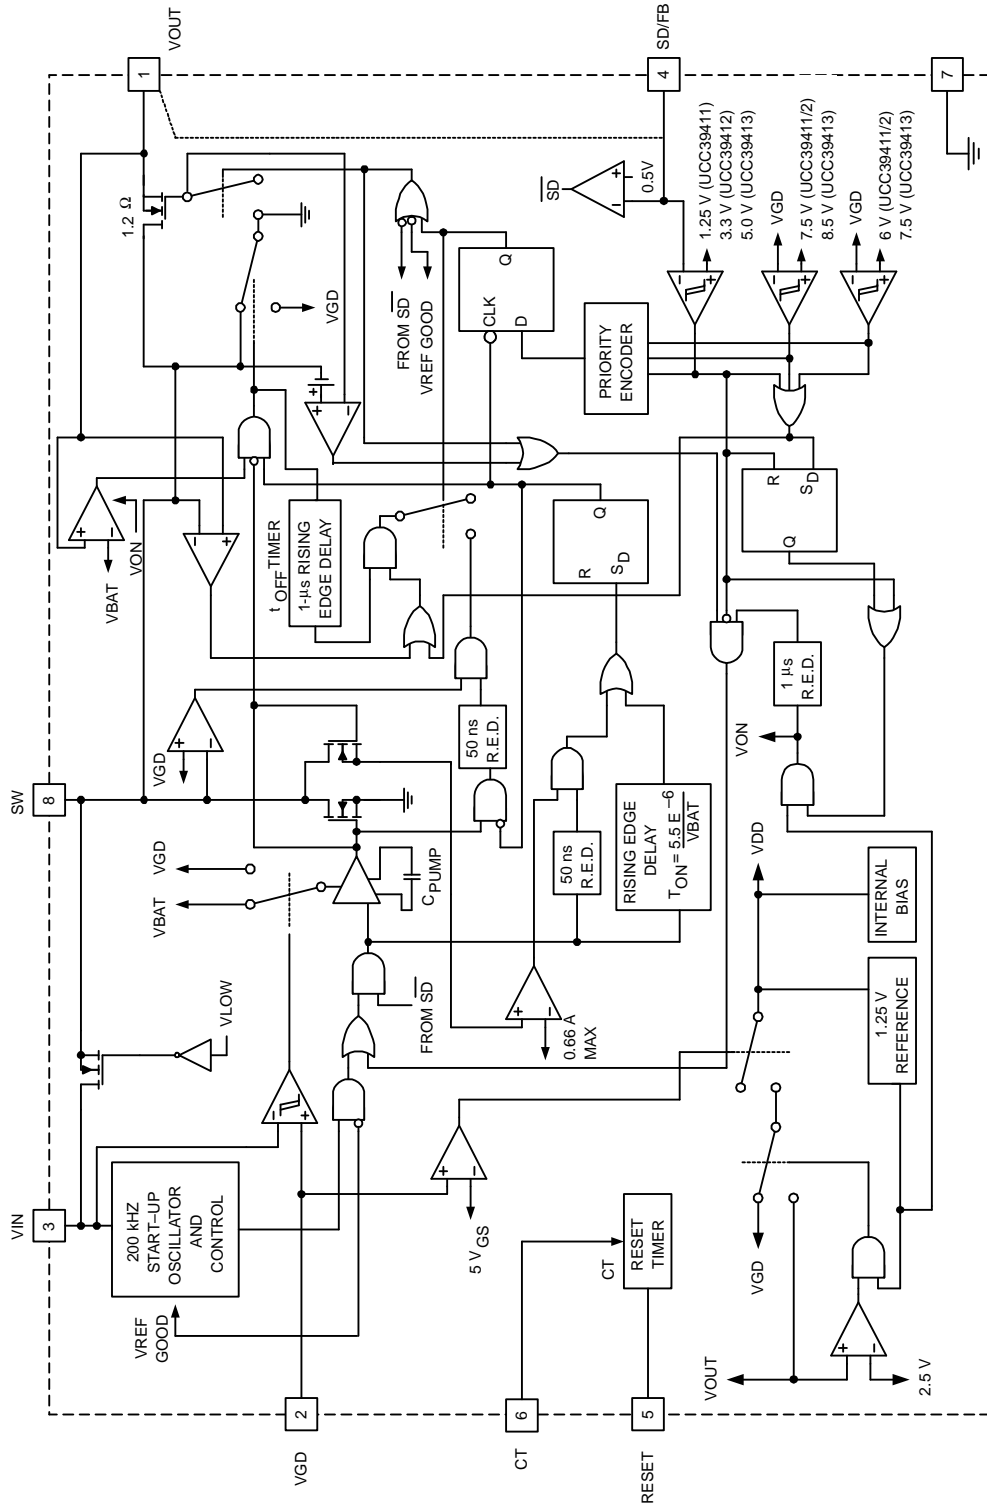 VIN
3
SW
8
VOUT
1
VGD
2
CT
6
RESET
5
SD/FB
4
7
200 kHZ
START–UP
OSCILLATOR
AND
CONTROL
VREF
GOOD
VLOW
VBAT
VGD
C PUMP
FROM SD
VGD
VBAT
VON
1.2 Ω
VGD
t OFF TIMER
1-µs RISING
EDGE DELAY
50 ns
R.E.D.
FROM SD
VREF GOOD
5 V GS
0.66 A
MAX
50 ns
R.E.D.
RISING EDGE
DELAY
T ON = 5.5 E –6
VBAT
R
S D
Q
Q
CLK
D
PRIORITY
ENCODER
SD
0.5V
1.25 V (UCC39411)
3.3 V (UCC39412)
5.0 V (UCC39413)
VGD
7.5 V (UCC39411/2)
8.5 V (UCC39413)
VGD
6 V (UCC39411/2)
7.5 V (UCC39413)
R
S D
Q
1 µs
R.E.D.
VON
CT
RESET
TIMER
VDD
INTERNAL
BIAS
1.25 V
REFERENCE
VGD
VOUT
2.5 V
+
–